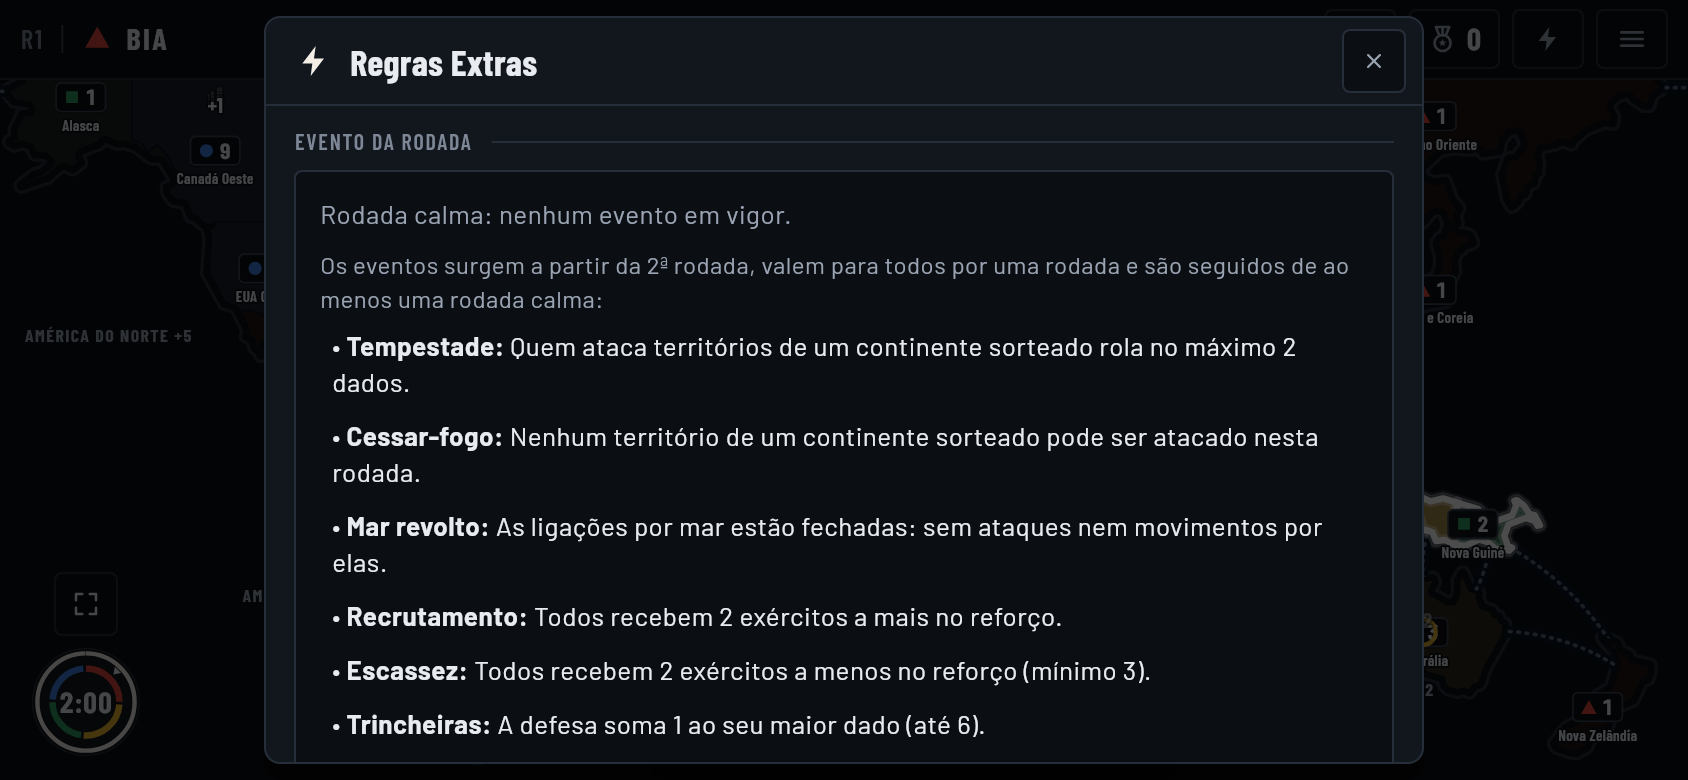 R1
BIA
0
Regras Extras
EVENTO DA RODADA
Rodada calma: nenhum evento em vigor.
Os eventos surgem a partir da 2ª rodada, valem para todos por uma rodada e são seguidos de ao
menos uma rodada calma:
• Tempestade: Quem ataca territórios de um continente sorteado rola no máximo 2
dados.
• Cessar-fogo: Nenhum território de um continente sorteado pode ser atacado nesta
rodada.
• Mar revolto: As ligações por mar estão fechadas: sem ataques nem movimentos por
elas.
• Recrutamento: Todos recebem 2 exércitos a mais no reforço.
• Escassez: Todos recebem 2 exércitos a menos no reforço (mínimo 3).
• Trincheiras: A defesa soma 1 ao seu maior dado (até 6).
1
Alasca
+1
9
Canadá Oeste
EUA
AMÉRICA DO NORTE +5
AM
2:00
1
Oriente
1
e Coreia
2
Nova Guiné
2
1
Nova Zelândia